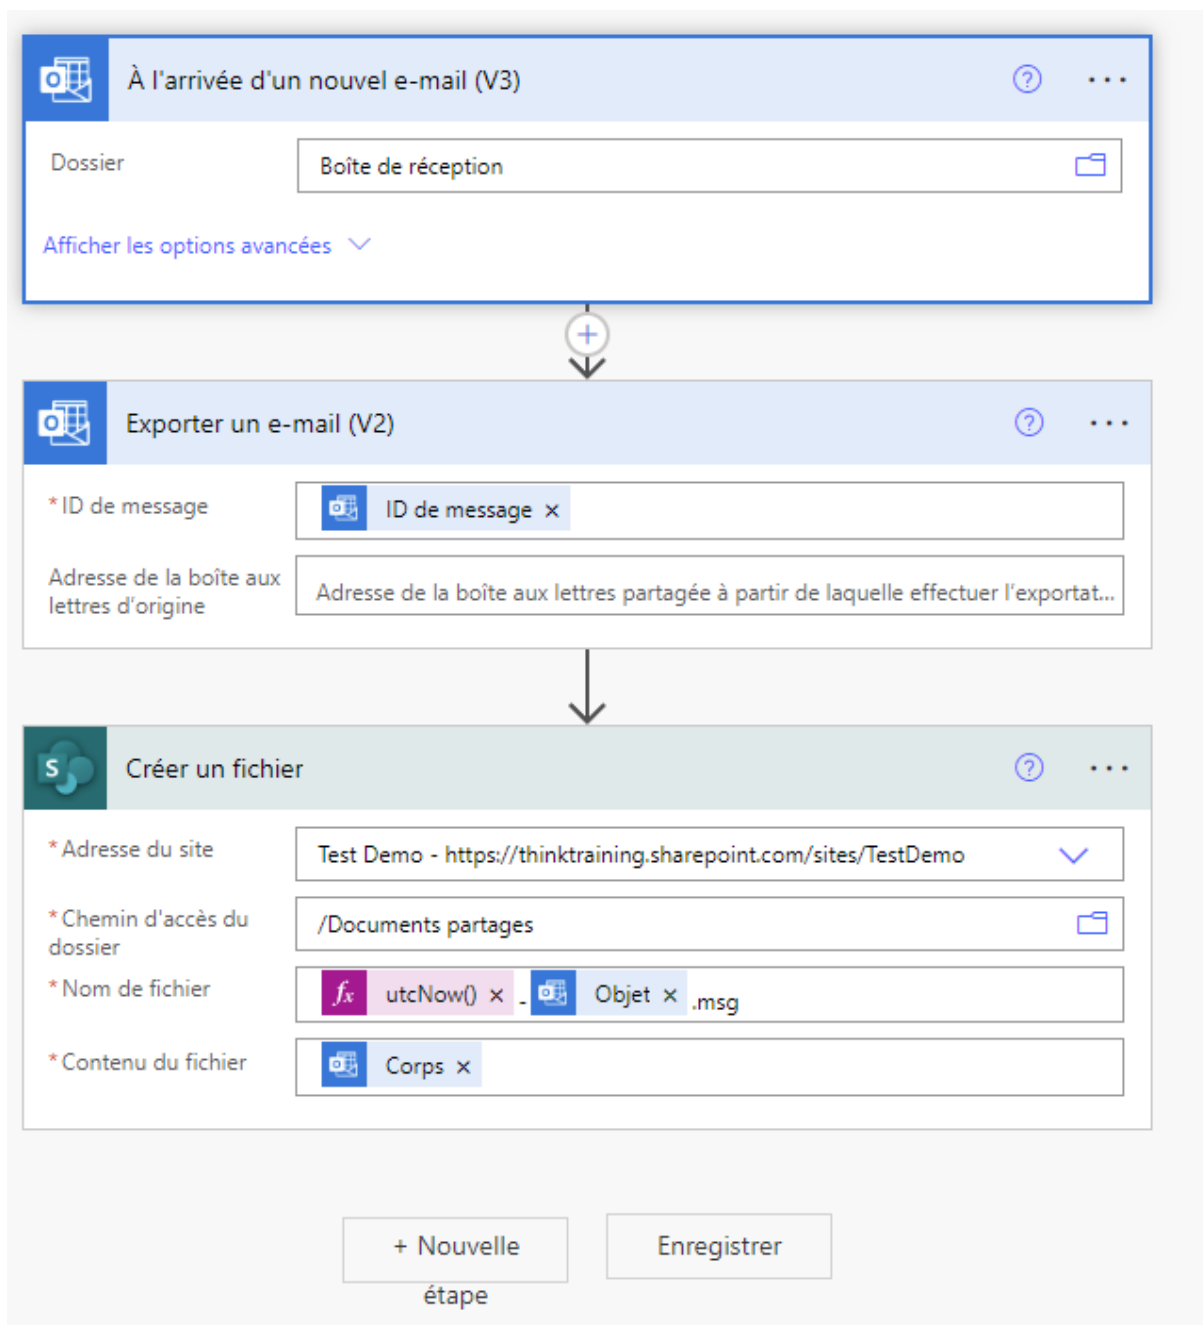 À l'arrivée d'un nouvel e-mail (V3)
Dossier
Boîte de réception
Afficher les options avancées
Exporter un e-mail (V2)
*ID de message
ID de message ×
Adresse de la boîte aux
lettres d’origine
Adresse de la boîte aux lettres partagée à partir de laquelle effectuer l’exportat...
S
Créer un fichier
*Adresse du site
Test Demo - https://thinktraining.sharepoint.com/sites/TestDemo
*Chemin d'accès du
dossier
/Documents partages
*Nom de fichier
fx utcNow() × - Objet × .msg
*Contenu du fichier
Corps ×
+ Nouvelle
étape
Enregistrer